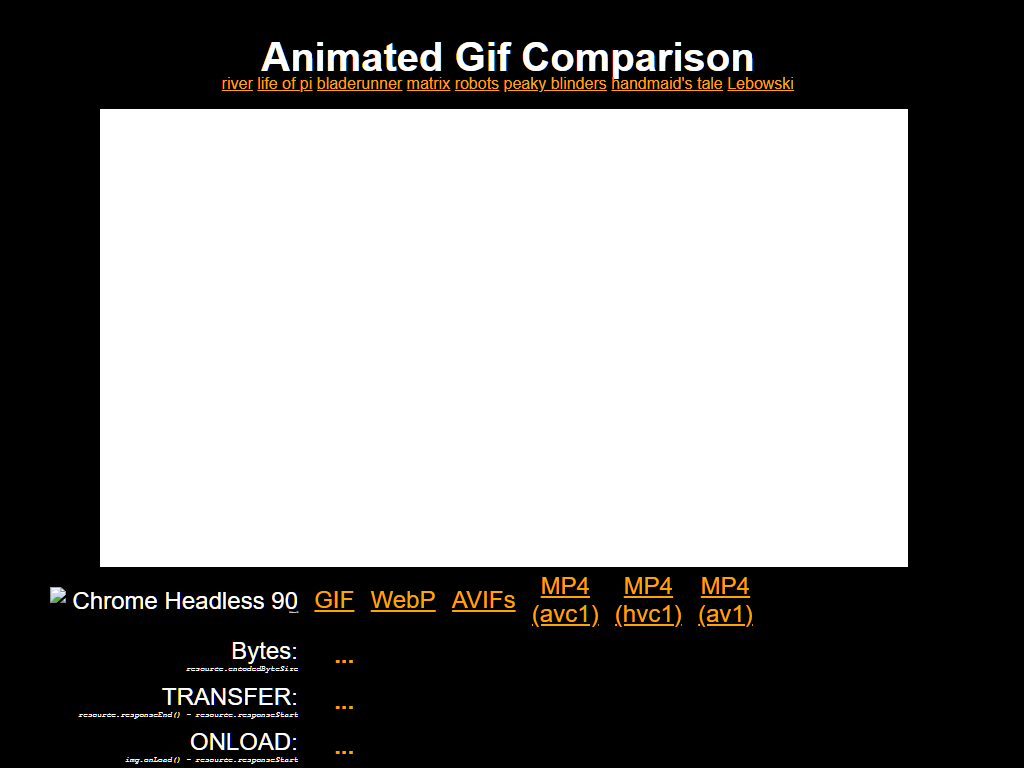 Animated Gif Comparison
river life of pi bladerunner matrix robots peaky blinders handmaid's tale Lebowski
Chrome Headless 90 GIF WebP AVIFs MP4 (avc1) MP4 (hvc1) MP4 (av1)
Bytes: ...
resource.encodedByteSize
TRANSFER: ...
resource.responseEnd() - resource.responseStart
ONLOAD: ...
img.onLoad() - resource.responseStart